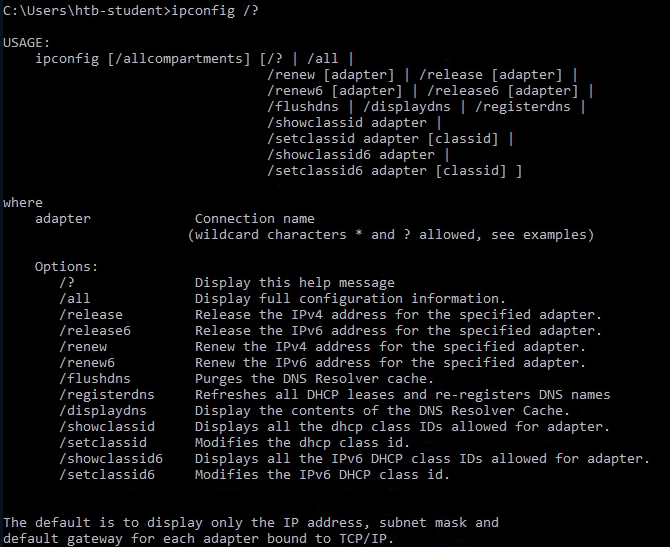 C:\Users\htb-student>ipconfig /?
USAGE:
ipconfig [/allcompartments] [/? | /all |
/renew [adapter] | /release [adapter] |
/renew6 [adapter] | /release6 [adapter] |
/flushdns | /displaydns | /registerdns |
/showclassid adapter |
/setclassid adapter [classid] |
/showclassid6 adapter |
/setclassid6 adapter [classid] ]
where
adapter Connection name
(wildcard characters * and ? allowed, see examples)
Options:
/? Display this help message
/all Display full configuration information.
/release Release the IPv4 address for the specified adapter.
/release6 Release the IPv6 address for the specified adapter.
/renew Renew the IPv4 address for the specified adapter.
/renew6 Renew the IPv6 address for the specified adapter.
/flushdns Purges the DNS Resolver cache.
/registerdns Refreshes all DHCP leases and re-registers DNS names
/displaydns Display the contents of the DNS Resolver Cache.
/showclassid Displays all the dhcp class IDs allowed for adapter.
/setclassid Modifies the dhcp class id.
/showclassid6 Displays all the IPv6 DHCP class IDs allowed for adapter.
/setclassid6 Modifies the IPv6 DHCP class id.
The default is to display only the IP address, subnet mask and
default gateway for each adapter bound to TCP/IP.